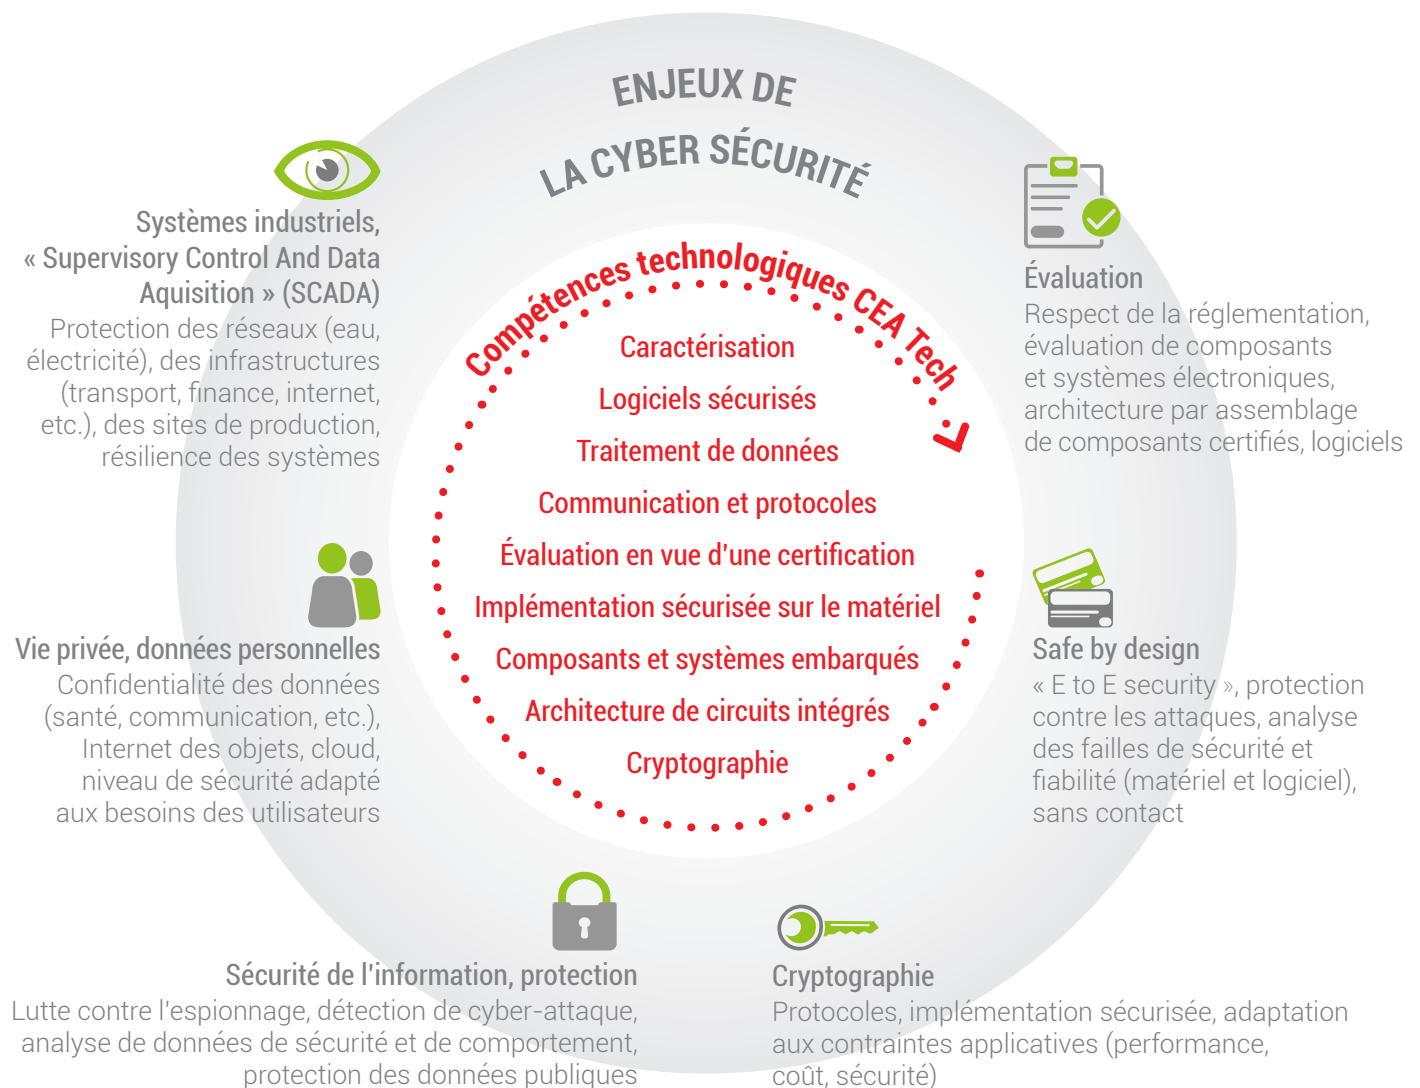 ENJEUX DE
LA CYBER SÉCURITÉ
Systèmes industriels,
« Supervisory Control And Data
Aquisition » (SCADA)
Protection des réseaux (eau,
électricité), des infrastructures
(transport, finance, internet,
etc.), des sites de production,
résilience des systèmes
Évaluation
Respect de la réglementation,
évaluation de composants
et systèmes électroniques,
architecture par assemblage
de composants certifiés, logiciels
Compétences technologiques CEA Tech
Caractérisation
Logiciels sécurisés
Traitement de données
Communication et protocoles
Évaluation en vue d’une certification
Implémentation sécurisée sur le matériel
Composants et systèmes embarqués
Architecture de circuits intégrés
Cryptographie
Vie privée, données personnelles
Confidentialité des données
(santé, communication, etc.),
Internet des objets, cloud,
niveau de sécurité adapté
aux besoins des utilisateurs
Safe by design
« E to E security », protection
contre les attaques, analyse
des failles de sécurité et
fiabilité (matériel et logiciel),
sans contact
Sécurité de l’information, protection
Lutte contre l’espionnage, détection de cyber-attaque,
analyse de données de sécurité et de comportement,
protection des données publiques
Cryptographie
Protocoles, implémentation sécurisée, adaptation
aux contraintes applicatives (performance,
coût, sécurité)